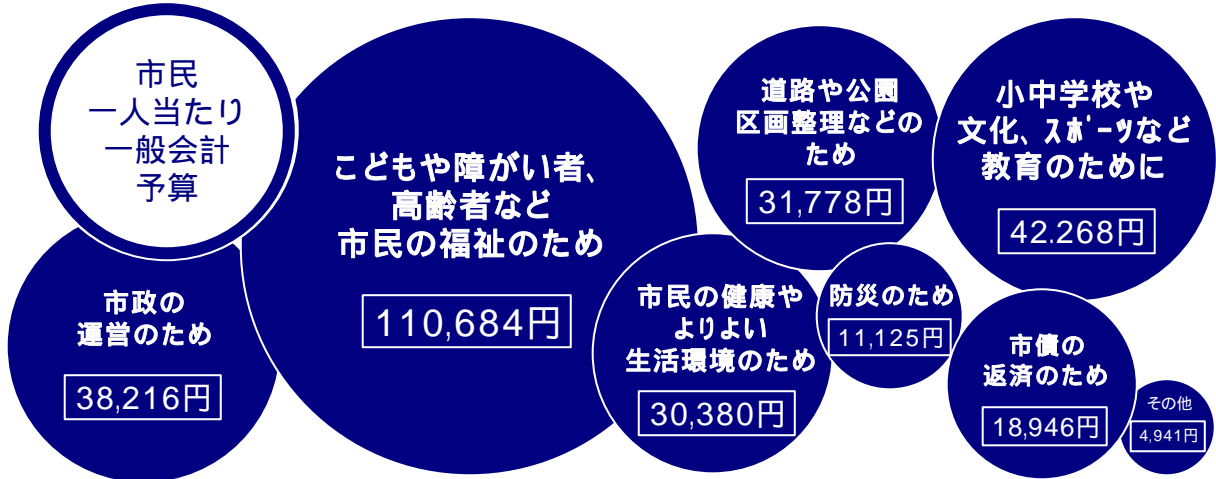 市民
一人当たり
一般会計
予算
市政の
運営のため
38,216円
こどもや障がい者、
高齢者など
市民の福祉のため
110,684円
市民の健康や
よりよい
生活環境のため
30,380円
道路や公園
区画整理などの
ため
31,778円
防災のため
11,125円
小中学校や
文化、スポーツなど
教育のために
42.268円
市債の
返済のため
18,946円
その他
4,941円